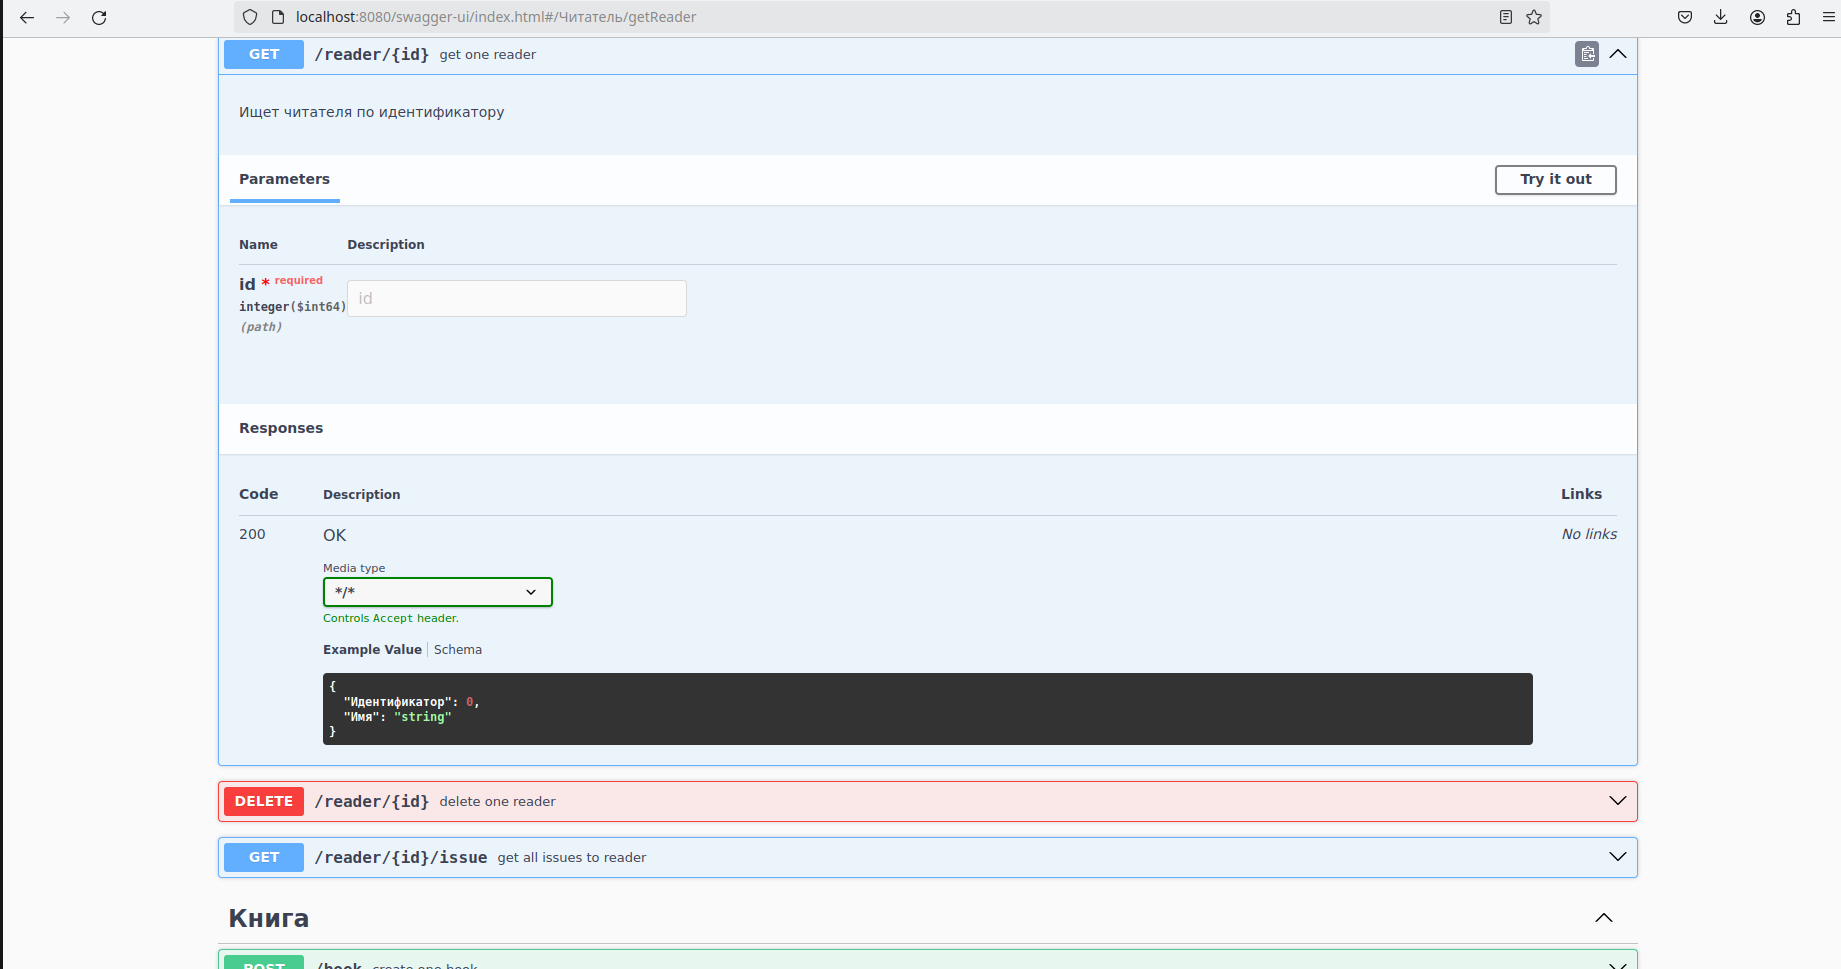 localhost:8080/swagger-ui/index.html#/Читатель/getReader
GET /reader/{id} get one reader
Ищет читателя по идентификатору
Parameters
Try it out
Name Description
id * required
integer($int64)
(path)
id
Responses
Code Description Links
200 OK No links
Media type
*/*
Controls Accept header.
Example Value Schema
{
"Идентификатор": 0,
"Имя": "string"
}
DELETE /reader/{id} delete one reader
GET /reader/{id}/issue get all issues to reader
Книга
POST /book create one book